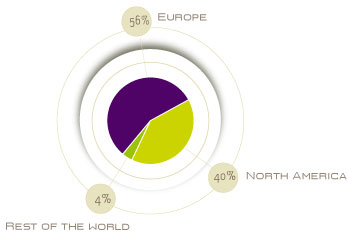 56% Europe
40% North America
4%
Rest of the world